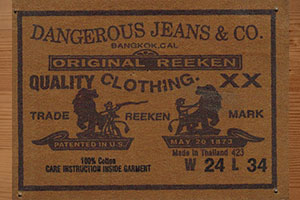 DANGEROUS JEANS & CO.
BANGKOK.CAL
ORIGINAL REEKEN
QUALITY CLOTHING. XX
TRADE REEKEN MARK
PATENTED IN U.S. MAY 20 1873
100% Cotton Made in Thailand 423
CARE INSTRUCTION INSIDE GARMENT W 24 L 34